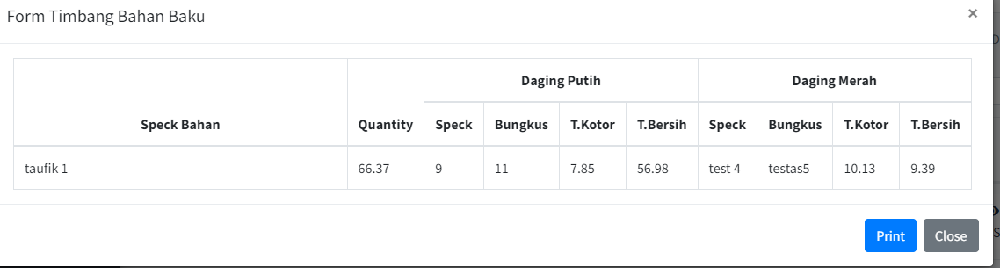 Form Timbang Bahan Baku ×
Daging Putih Daging Merah
Speck Bahan Quantity Speck Bungkus T.Kotor T.Bersih Speck Bungkus T.Kotor T.Bersih
taufik 1 66.37 9 11 7.85 56.98 test 4 testas5 10.13 9.39
Print Close